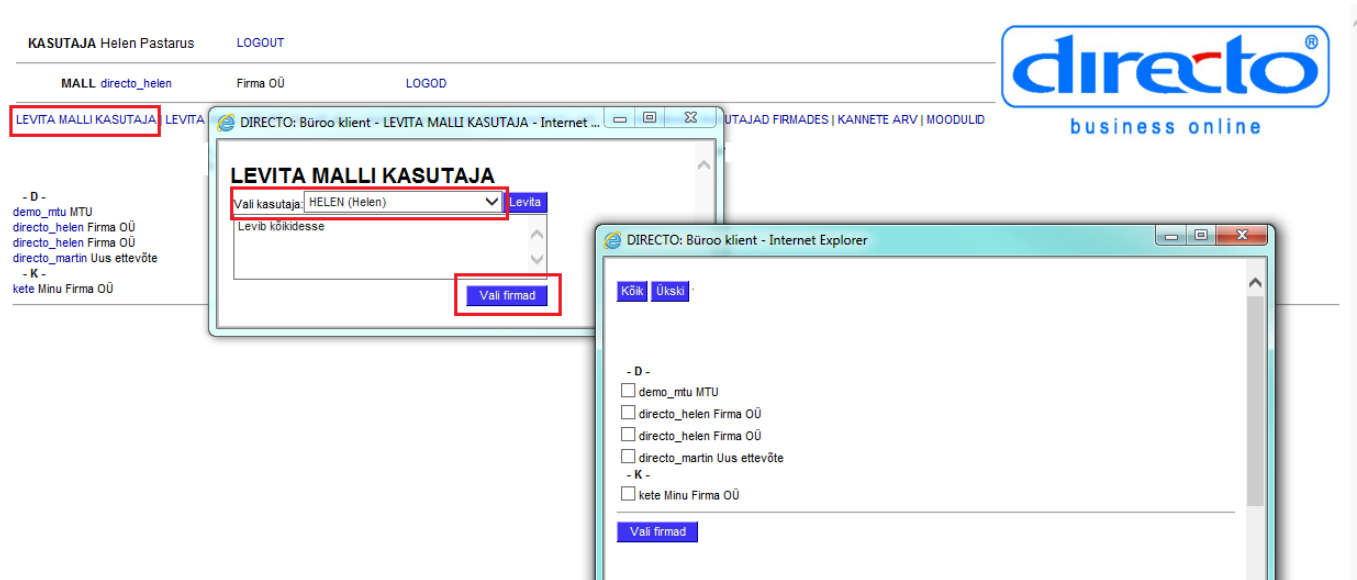 KASUTAJA Helen Pastarus LOGOUT
MALL directo_helen Firma OÜ LOGOD
directo®
business online
LEVITA MALLI KASUTAJA | LEVITA
UTAJAD FIRMADES | KANNETE ARV | MOODULID
- D -
demo_mtu MTU
directo_helen Firma OÜ
directo_helen Firma OÜ
directo_martin Uus ettevõte
- K -
kete Minu Firma OÜ
DIRECTO: Büroo klient - LEVITA MALLI KASUTAJA - Internet ...
LEVITA MALLI KASUTAJA
Vali kasutaja: HELEN (Helen) Levita
Levib kõikidesse
Vali firmad
DIRECTO: Büroo klient - Internet Explorer
Kõik Ükski
- D -
demo_mtu MTU
directo_helen Firma OÜ
directo_helen Firma OÜ
directo_martin Uus ettevõte
- K -
kete Minu Firma OÜ
Vali firmad